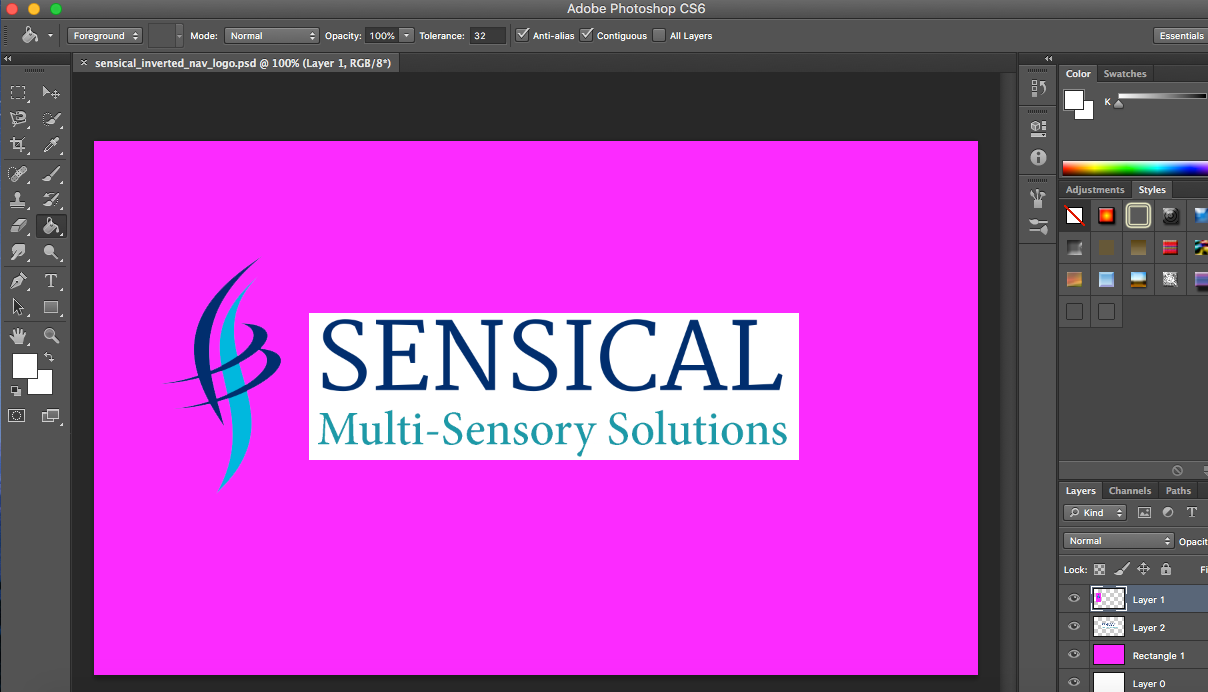 Adobe Photoshop CS6
Foreground Mode: Normal Opacity: 100% Tolerance: 32 Anti-alias Contiguous All Layers Essentials
× sensical_inverted_nav_logo.psd @ 100% (Layer 1, RGB/8*)
Color Swatches
K
Adjustments Styles
SENSICAL
Multi-Sensory Solutions
Layers Channels Paths
Kind T
Normal Opacit
Lock: Fi
Layer 1
Layer 2
Rectangle 1
Layer 0